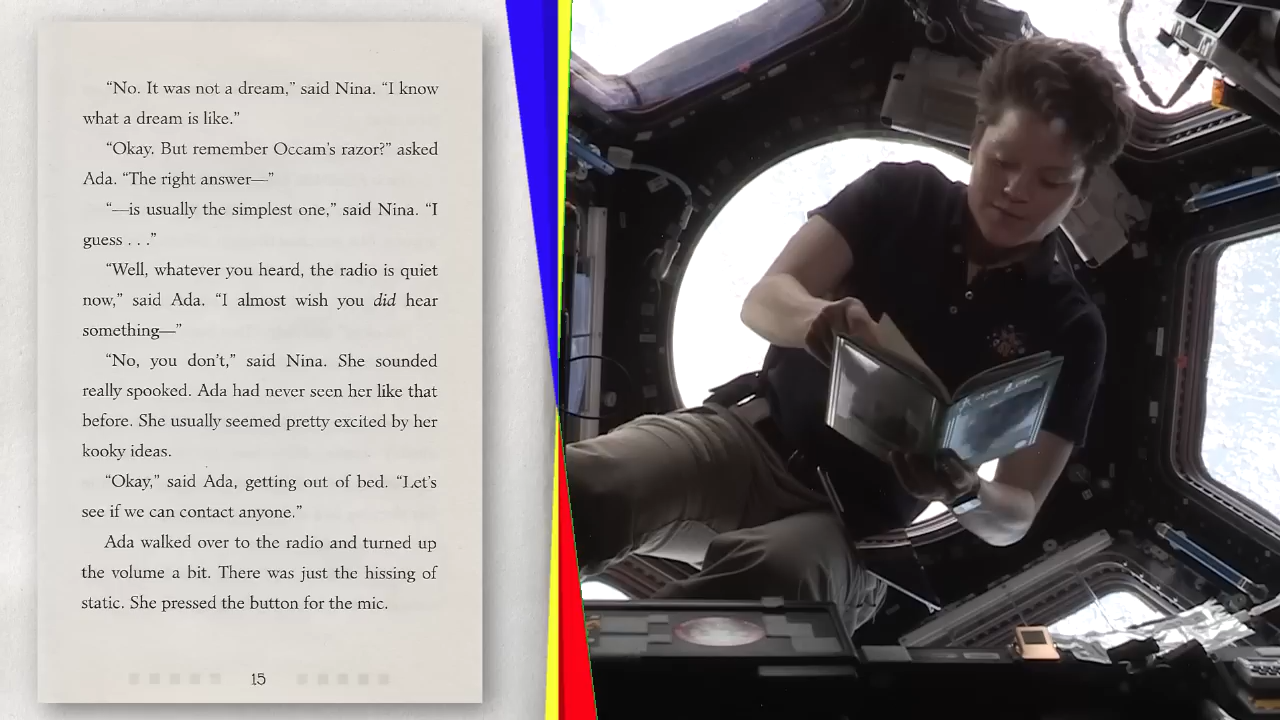 “No. It was not a dream,” said Nina. “I know
what a dream is like.”
“Okay. But remember Occam’s razor?” asked
Ada. “The right answer—”
“—is usually the simplest one,” said Nina. “I
guess . . .”
“Well, whatever you heard, the radio is quiet
now,” said Ada. “I almost wish you did hear
something—”
“No, you don’t,” said Nina. She sounded
really spooked. Ada had never seen her like that
before. She usually seemed pretty excited by her
kooky ideas.
“Okay,” said Ada, getting out of bed. “Let’s
see if we can contact anyone.”
Ada walked over to the radio and turned up
the volume a bit. There was just the hissing of
static. She pressed the button for the mic.
15